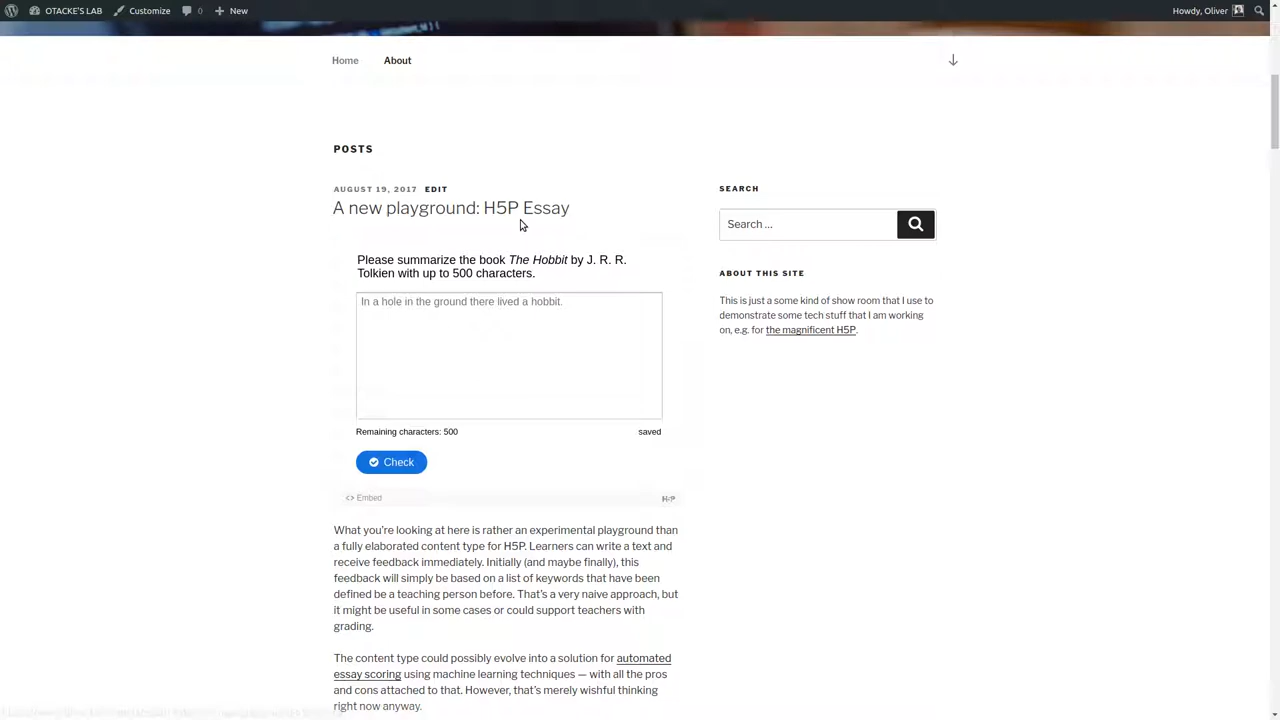 OTACKE'S LAB Customize 0 New Howdy, Oliver
Home About
POSTS
AUGUST 19, 2017 EDIT
A new playground: H5P Essay
Please summarize the book The Hobbit by J. R. R.
Tolkien with up to 500 characters.
In a hole in the ground there lived a hobbit.
Remaining characters: 500 saved
Check
<> Embed H5P
What you're looking at here is rather an experimental playground than
a fully elaborated content type for H5P. Learners can write a text and
receive feedback immediately. Initially (and maybe finally), this
feedback will simply be based on a list of keywords that have been
defined be a teaching person before. That's a very naive approach, but
it might be useful in some cases or could support teachers with
grading.
The content type could possibly evolve into a solution for automated
essay scoring using machine learning techniques — with all the pros
and cons attached to that. However, that's merely wishful thinking
right now anyway.
SEARCH
Search …
ABOUT THIS SITE
This is just a some kind of show room that I use to
demonstrate some tech stuff that I am working
on, e.g. for the magnificent H5P.